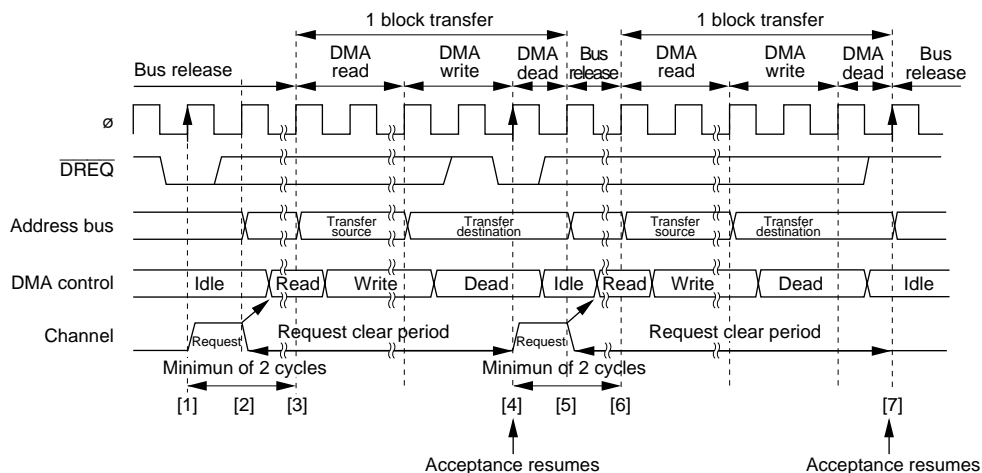 1 block transfer 1 block transfer
Bus release DMA read DMA write DMA dead Bus release DMA read DMA write DMA dead Bus release
ø
DREQ
Address bus Transfer source Transfer destination Transfer source Transfer destination
DMA control Idle Read Write Dead Idle Read Write Dead Idle
Channel Request Request clear period Request Request clear period
Minimun of 2 cycles Minimun of 2 cycles
[1] [2] [3] [4] [5] [6] [7]
Acceptance resumes Acceptance resumes